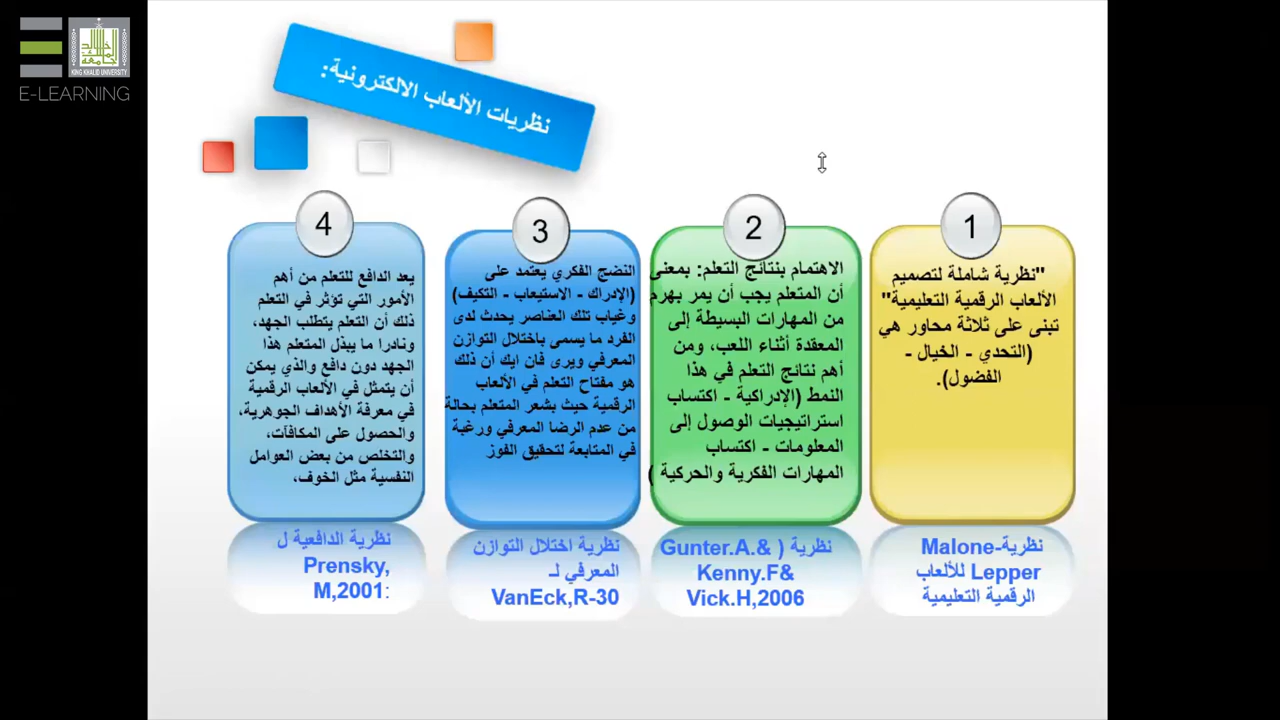 جامعة الملك خالد
KING KHALID UNIVERSITY
E-LEARNING
نظريات الألعاب الالكترونية:
1
"نظرية شاملة لتصميم
الألعاب الرقمية التعليمية"
تبنى على ثلاثة محاور هي
(التحدي - الخيال -
الفضول).
نظرية-Malone
Lepper للألعاب
الرقمية التعليمية
2
الاهتمام بنتائج التعلم: بمعنى
أن المتعلم يجب أن يمر بهرم
من المهارات البسيطة إلى
المعقدة أثناء اللعب، ومن
أهم نتائج التعلم في هذا
النمط (الإدراكية - اكتساب
استراتيجيات الوصول إلى
المعلومات - اكتساب
المهارات الفكرية والحركية )
نظرية ( &.Gunter.A
Kenny.F&
Vick.H,2006
3
النضج الفكري يعتمد على
(الإدراك - الاستيعاب - التكيف)
وغياب تلك العناصر يحدث لدى
الفرد ما يسمى باختلال التوازن
المعرفي ويرى فان ايك أن ذلك
هو مفتاح التعلم في الألعاب
الرقمية حيث يشعر المتعلم بحالة
من عدم الرضا المعرفي ورغبة
في المتابعة لتحقيق الفوز
نظرية اختلال التوازن
المعرفي لـ
VanEck,R-30
4
يعد الدافع للتعلم من أهم
الأمور التي تؤثر في التعلم
ذلك أن التعلم يتطلب الجهد،
ونادرا ما يبذل المتعلم هذا
الجهد دون دافع والذي يمكن
أن يتمثل في الألعاب الرقمية
في معرفة الأهداف الجوهرية،
والحصول على المكافآت،
والتخلص من بعض العوامل
النفسية مثل الخوف،
نظرية الدافعية ل
Prensky,
M,2001: